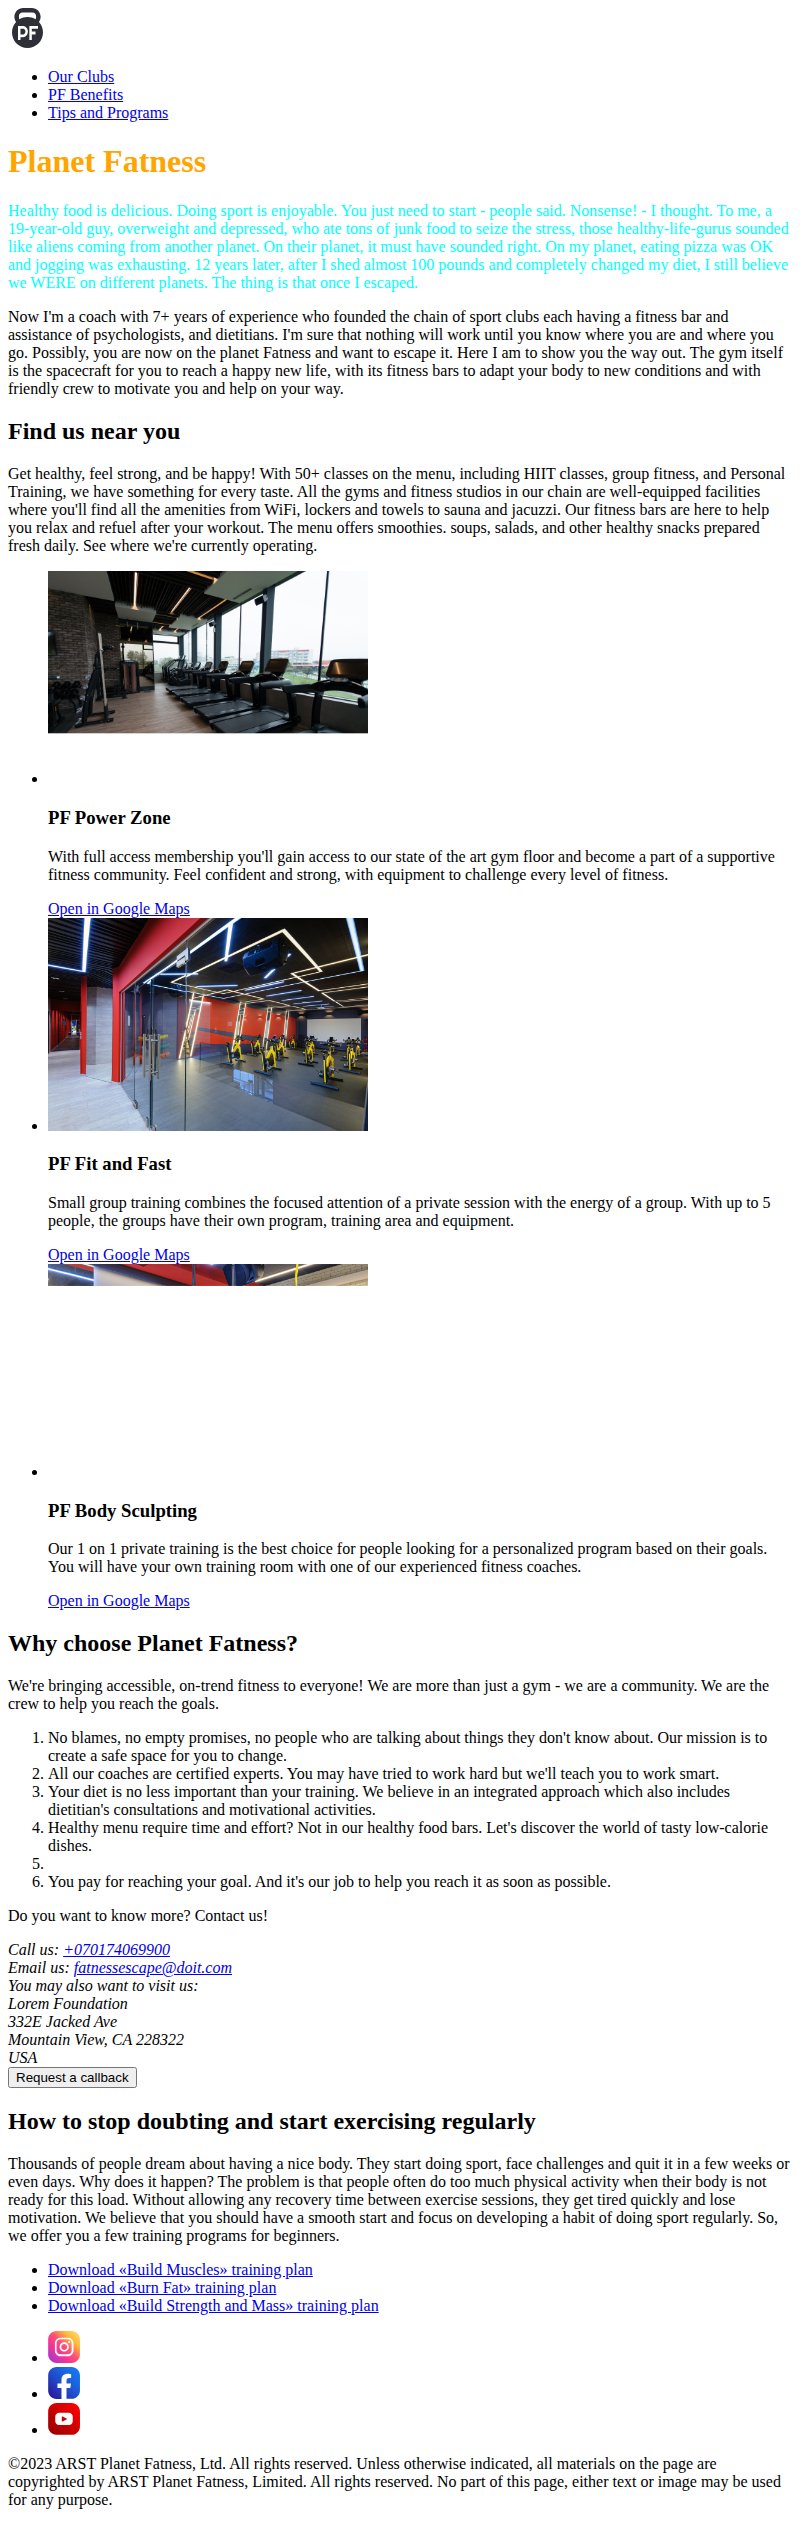 PF
Our Clubs
PF Benefits
Tips and Programs
Planet Fatness
Healthy food is delicious. Doing sport is enjoyable. You just need to start - people said. Nonsense! - I thought. To me, a
19-year-old guy, overweight and depressed, who ate tons of junk food to seize the stress, those healthy-life-gurus sounded
like aliens coming from another planet. On their planet, it must have sounded right. On my planet, eating pizza was OK
and jogging was exhausting. 12 years later, after I shed almost 100 pounds and completely changed my diet, I still believe
we WERE on different planets. The thing is that once I escaped.
Now I'm a coach with 7+ years of experience who founded the chain of sport clubs each having a fitness bar and
assistance of psychologists, and dietitians. I'm sure that nothing will work until you know where you are and where you
go. Possibly, you are now on the planet Fatness and want to escape it. Here I am to show you the way out. The gym itself
is the spacecraft for you to reach a happy new life, with its fitness bars to adapt your body to new conditions and with
friendly crew to motivate you and help on your way.
Find us near you
Get healthy, feel strong, and be happy! With 50+ classes on the menu, including HIIT classes, group fitness, and Personal
Training, we have something for every taste. All the gyms and fitness studios in our chain are well-equipped facilities
where you'll find all the amenities from WiFi, lockers and towels to sauna and jacuzzi. Our fitness bars are here to help
you relax and refuel after your workout. The menu offers smoothies. soups, salads, and other healthy snacks prepared
fresh daily. See where we're currently operating.
PF Power Zone
With full access membership you'll gain access to our state of the art gym floor and become a part of a supportive
fitness community. Feel confident and strong, with equipment to challenge every level of fitness.
Open in Google Maps
PF Fit and Fast
Small group training combines the focused attention of a private session with the energy of a group. With up to 5
people, the groups have their own program, training area and equipment.
Open in Google Maps
PF Body Sculpting
Our 1 on 1 private training is the best choice for people looking for a personalized program based on their goals.
You will have your own training room with one of our experienced fitness coaches.
Open in Google Maps
Why choose Planet Fatness?
We're bringing accessible, on-trend fitness to everyone! We are more than just a gym - we are a community. We are the
crew to help you reach the goals.
1. No blames, no empty promises, no people who are talking about things they don't know about. Our mission is to
create a safe space for you to change.
2. All our coaches are certified experts. You may have tried to work hard but we'll teach you to work smart.
3. Your diet is no less important than your training. We believe in an integrated approach which also includes
dietitian's consultations and motivational activities.
4. Healthy menu require time and effort? Not in our healthy food bars. Let's discover the world of tasty low-calorie
dishes.
5.
6. You pay for reaching your goal. And it's our job to help you reach it as soon as possible.
Do you want to know more? Contact us!
Call us: +070174069900
Email us: fatnessescape@doit.com
You may also want to visit us:
Lorem Foundation
332E Jacked Ave
Mountain View, CA 228322
USA
Request a callback
How to stop doubting and start exercising regularly
Thousands of people dream about having a nice body. They start doing sport, face challenges and quit it in a few weeks or
even days. Why does it happen? The problem is that people often do too much physical activity when their body is not
ready for this load. Without allowing any recovery time between exercise sessions, they get tired quickly and lose
motivation. We believe that you should have a smooth start and focus on developing a habit of doing sport regularly. So,
we offer you a few training programs for beginners.
Download «Build Muscles» training plan
Download «Burn Fat» training plan
Download «Build Strength and Mass» training plan
©2023 ARST Planet Fatness, Ltd. All rights reserved. Unless otherwise indicated, all materials on the page are
copyrighted by ARST Planet Fatness, Limited. All rights reserved. No part of this page, either text or image may be used
for any purpose.